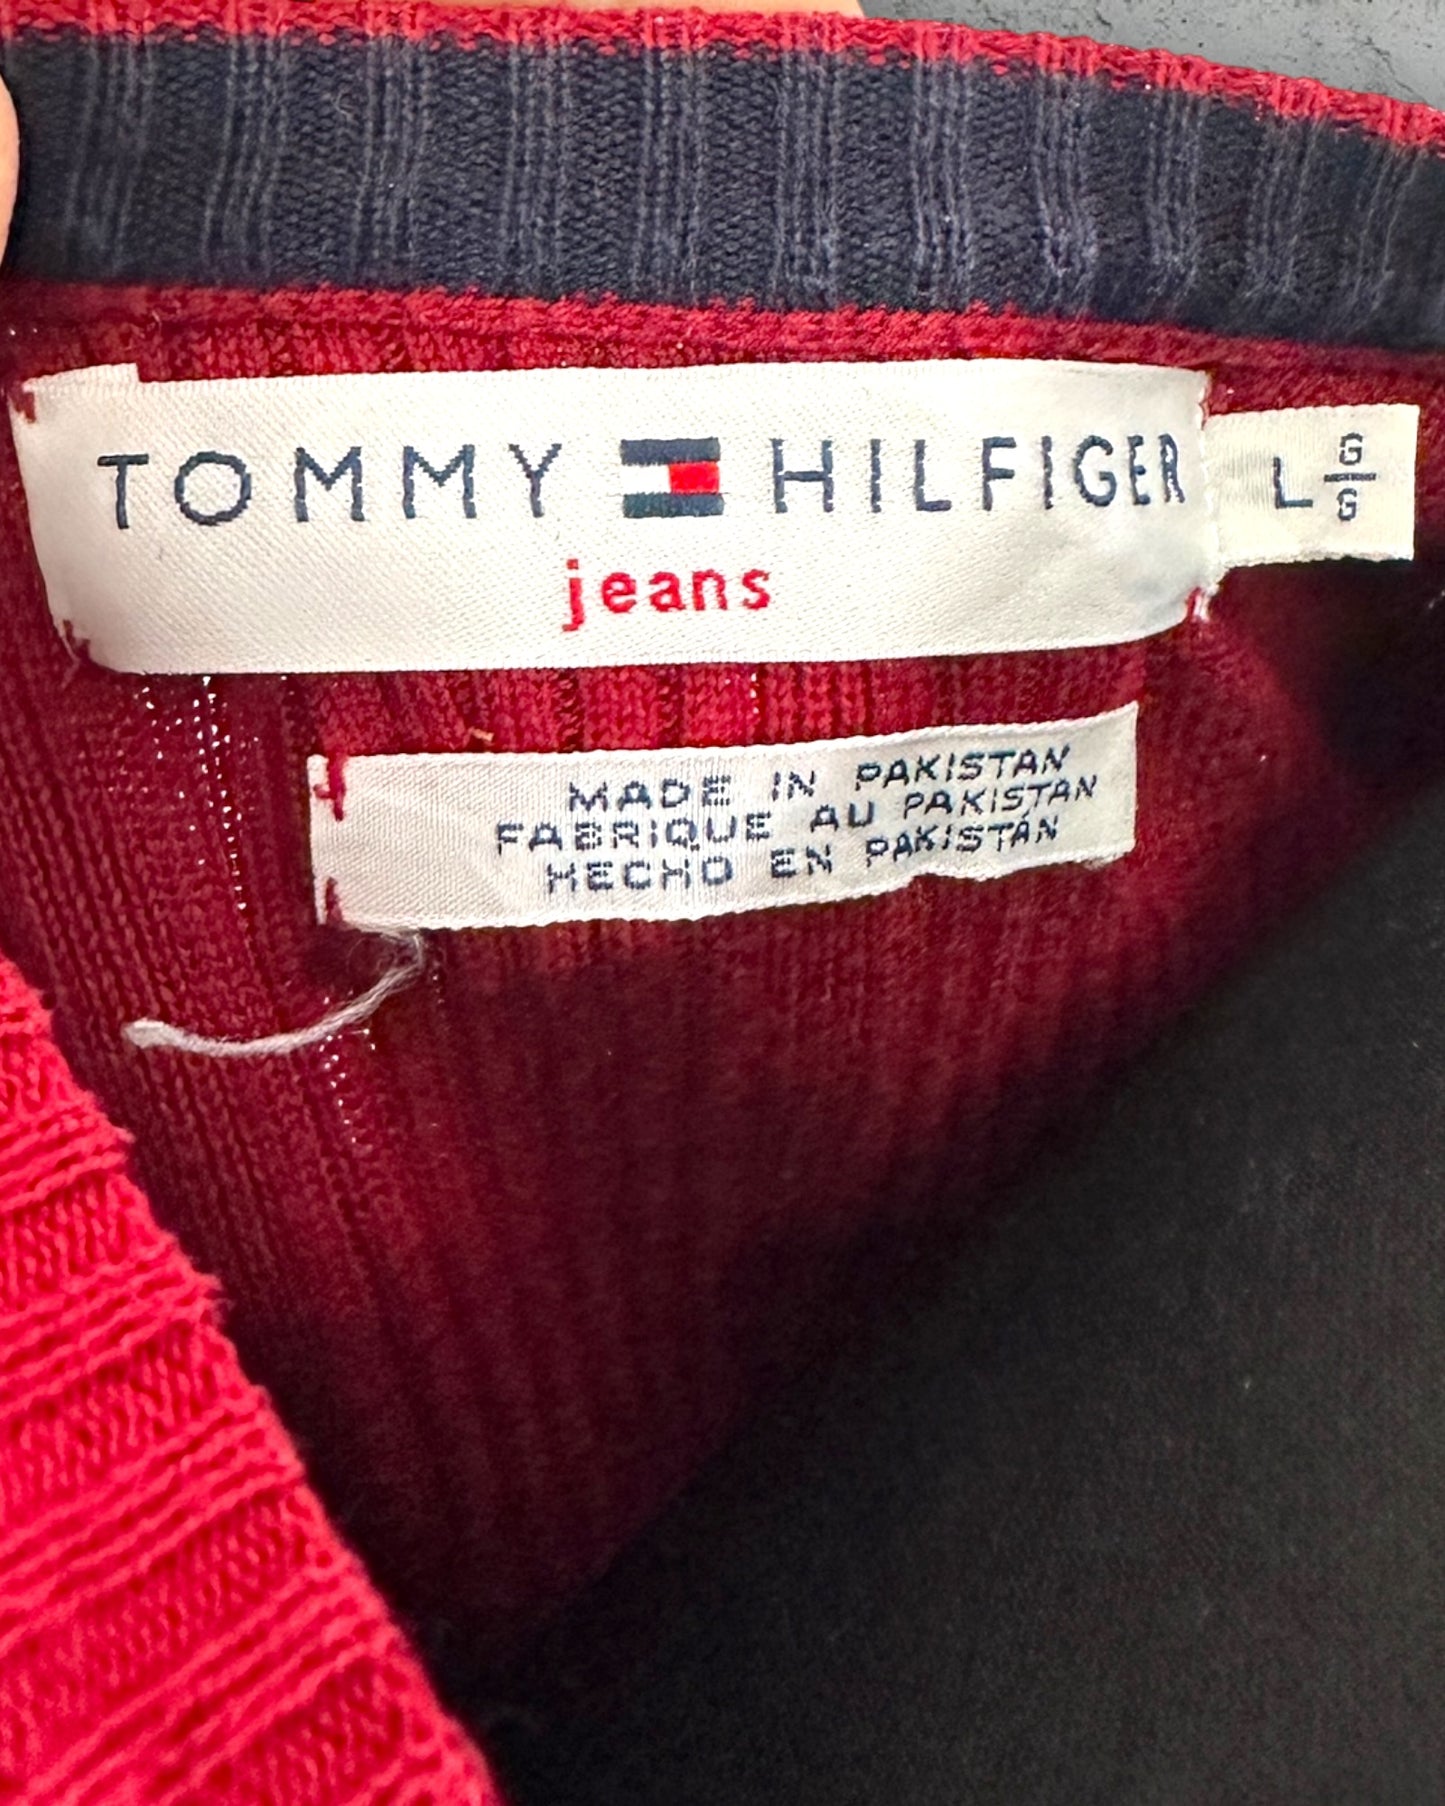 TOMMY HILFIGER
jeans
L G/G
MADE IN PAKISTAN
FABRIQUE AU PAKISTAN
HECHO EN PAKISTÁN